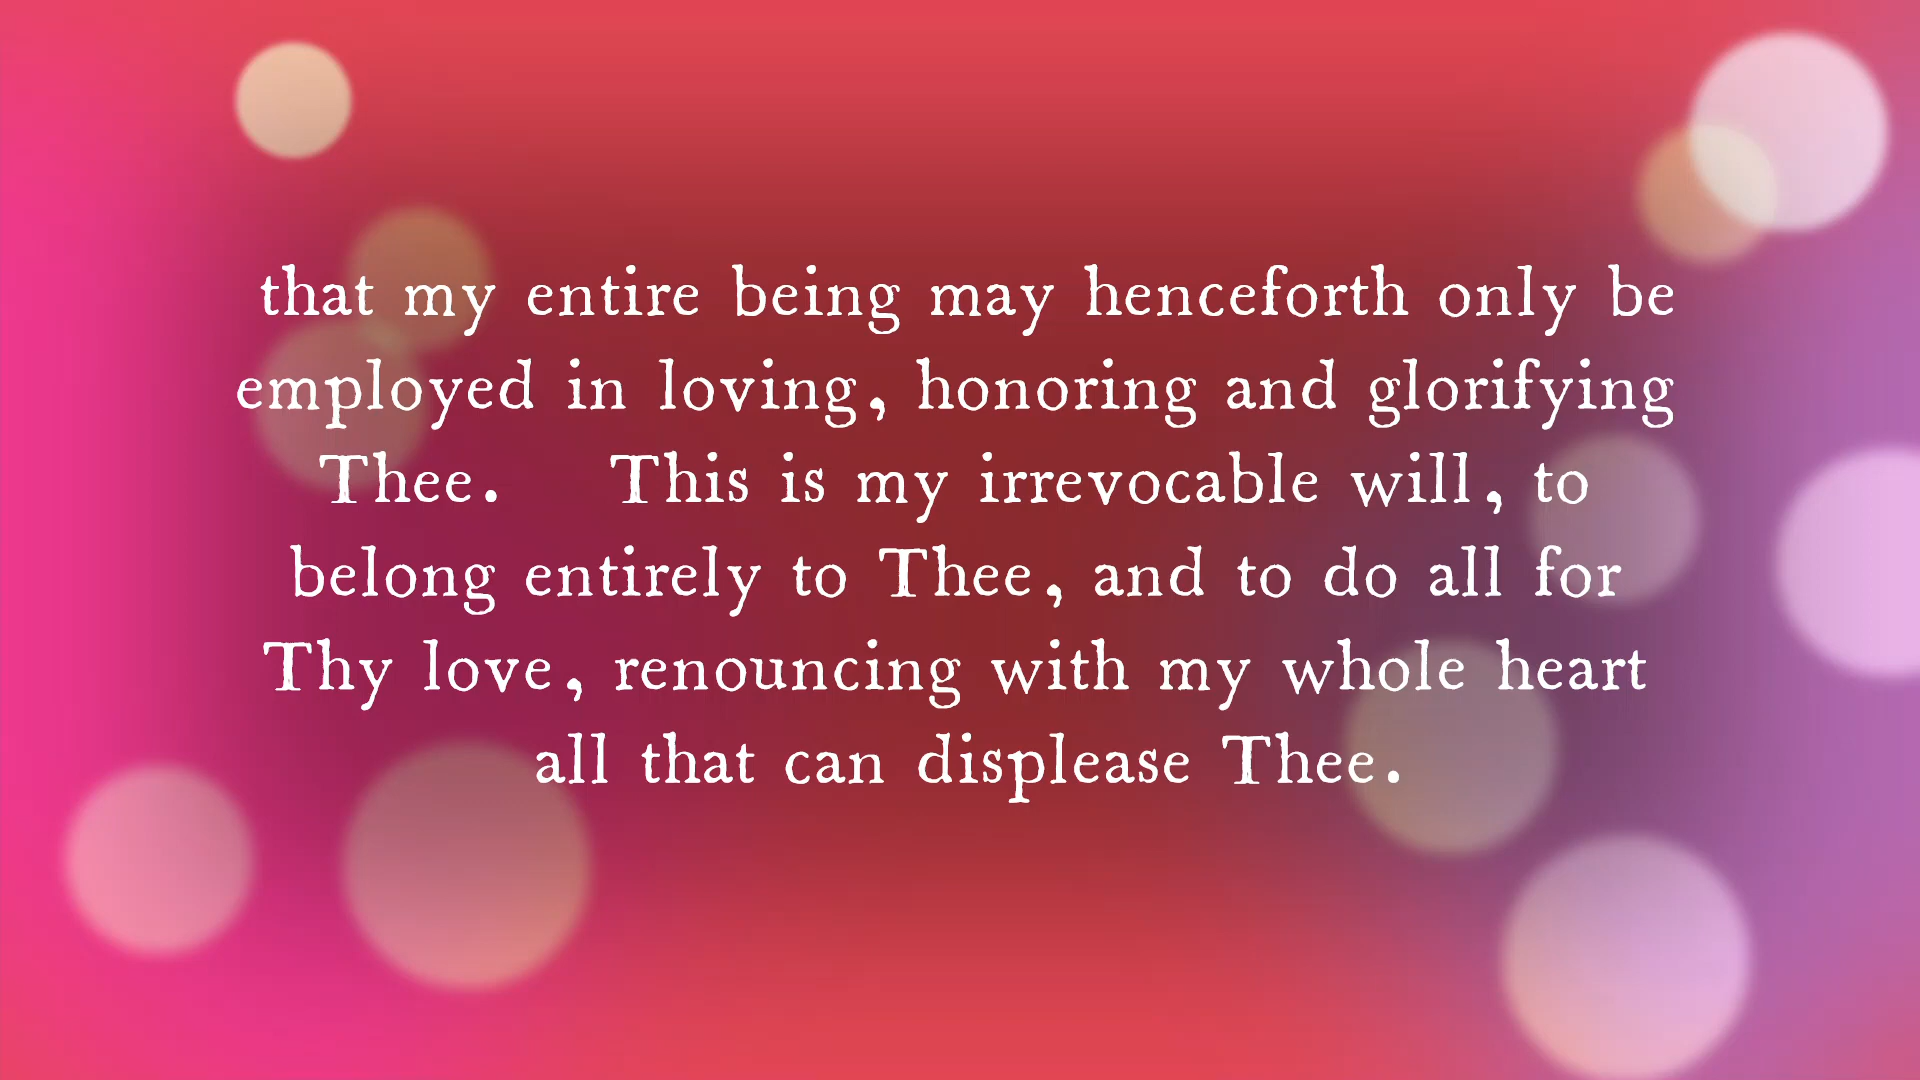 that my entire being may henceforth only be
employed in loving, honoring and glorifying
Thee. This is my irrevocable will, to
belong entirely to Thee, and to do all for
Thy love, renouncing with my whole heart
all that can displease Thee.